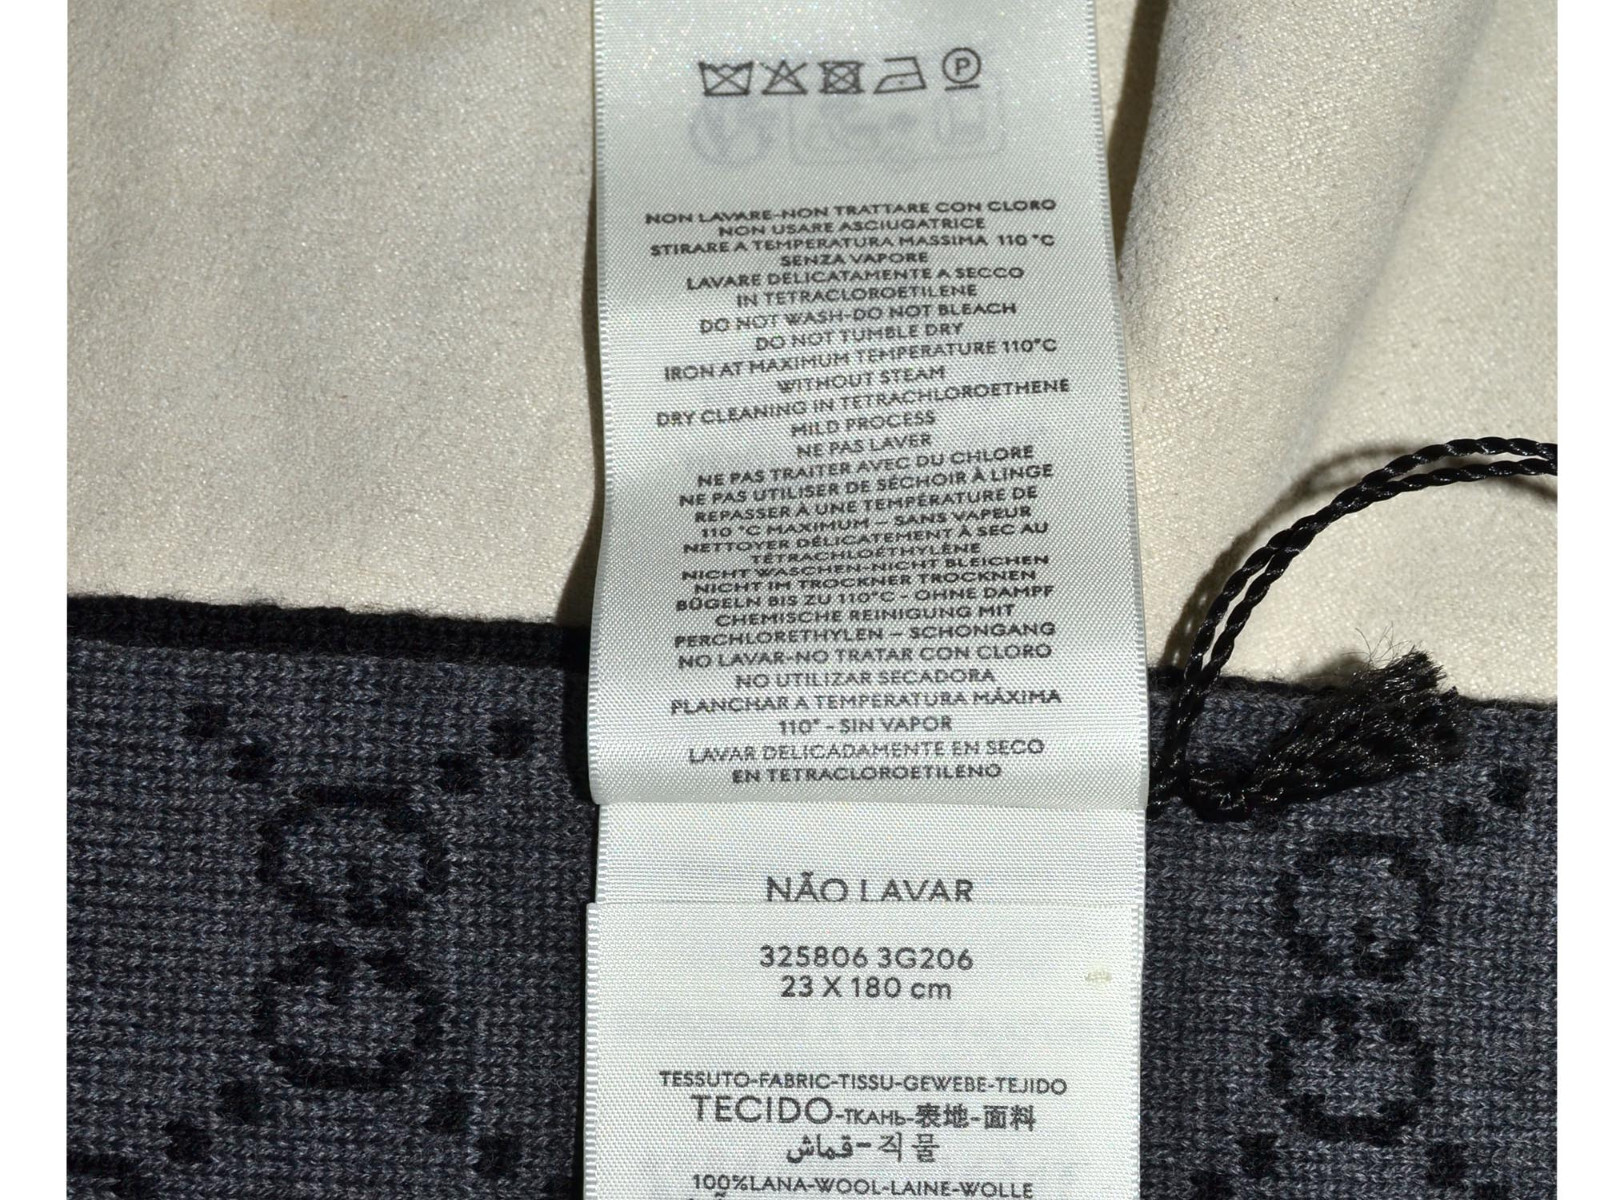 P
NON LAVARE-NON TRATTARE CON CLORO
NON USARE ASCIUGATRICE
STIRARE A TEMPERATURA MASSIMA 110 °C
SENZA VAPORE
LAVARE DELICATAMENTE A SECCO
IN TETRACLOROETILENE
DO NOT WASH-DO NOT BLEACH
DO NOT TUMBLE DRY
IRON AT MAXIMUM TEMPERATURE 110°C
WITHOUT STEAM
DRY CLEANING IN TETRACHLOROETHENE
MILD PROCESS
NE PAS LAVER
NE PAS TRAITER AVEC DU CHLORE
NE PAS UTILISER DE SÉCHOIR À LINGE
REPASSER À UNE TEMPÉRATURE DE
110 °C MAXIMUM – SANS VAPEUR
NETTOYER DÉLICATEMENT À SEC AU
TÉTRACHLOÉTHYLÈNE
NICHT WASCHEN-NICHT BLEICHEN
NICHT IM TROCKNER TROCKNEN
BÜGELN BIS ZU 110°C - OHNE DAMPF
CHEMISCHE REINIGUNG MIT
PERCHLORETHYLEN – SCHONGANG
NO LAVAR-NO TRATAR CON CLORO
NO UTILIZAR SECADORA
PLANCHAR A TEMPERATURA MÁXIMA
110° - SIN VAPOR
LAVAR DELICADAMENTE EN SECO
EN TETRACLOROETILENO
NÃO LAVAR
325806 3G206
23 X 180 cm
TESSUTO-FABRIC-TISSU-GEWEBE-TEJIDO
TECIDO-ТКАНЬ-表地-面料
قماش-직물
100%LANA-WOOL-LAINE-WOLLE